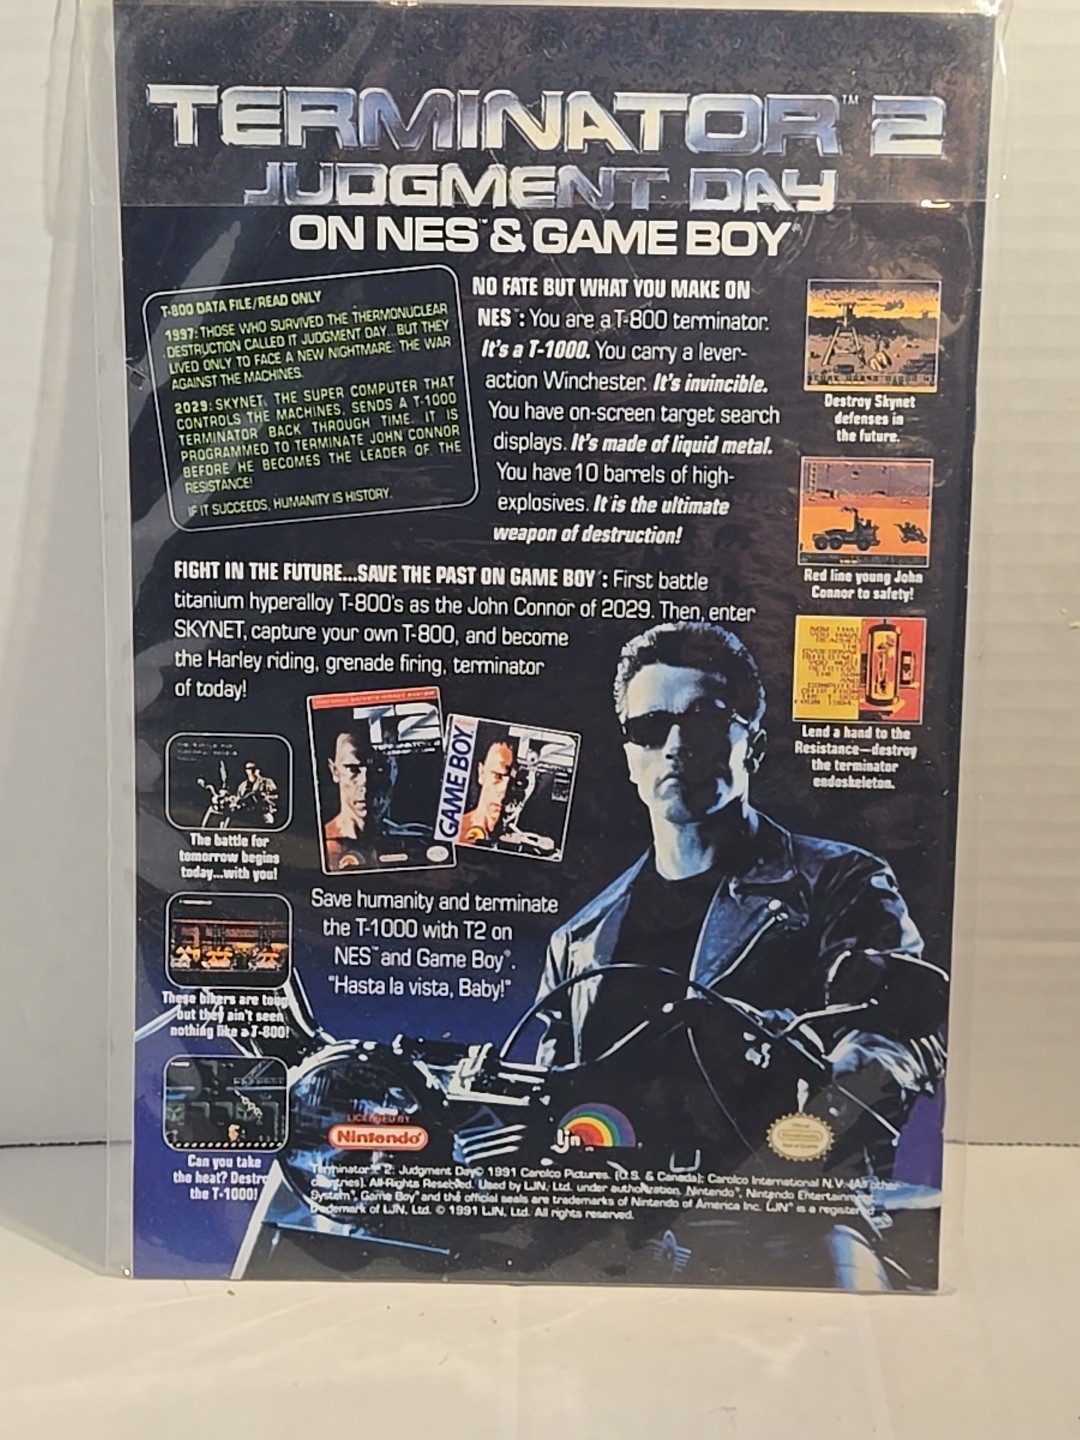 TERMINATOR™ 2
JUDGMENT DAY
ON NES™ & GAME BOY®
T-800 DATA FILE/READ ONLY
1997: THOSE WHO SURVIVED THE THERMONUCLEAR
DESTRUCTION CALLED IT JUDGMENT DAY...BUT THEY
LIVED ONLY TO FACE A NEW NIGHTMARE: THE WAR
AGAINST THE MACHINES.
2029: SKYNET, THE SUPER COMPUTER THAT
CONTROLS THE MACHINES, SENDS A T-1000
TERMINATOR BACK THROUGH TIME. IT IS
PROGRAMMED TO TERMINATE JOHN CONNOR
BEFORE HE BECOMES THE LEADER OF THE
RESISTANCE!
IF IT SUCCEEDS, HUMANITY IS HISTORY.
NO FATE BUT WHAT YOU MAKE ON
NES™: You are a T-800 terminator.
It's a T-1000. You carry a lever-
action Winchester. It's invincible.
You have on-screen target search
displays. It's made of liquid metal.
You have 10 barrels of high-
explosives. It is the ultimate
weapon of destruction!
Destroy Skynet
defenses in
the future.
Red line young John
Connor to safety!
Lend a hand to the
Resistance—destroy
the terminator
endoskeleton.
FIGHT IN THE FUTURE...SAVE THE PAST ON GAME BOY®: First battle
titanium hyperalloy T-800's as the John Connor of 2029. Then, enter
SKYNET, capture your own T-800, and become
the Harley riding, grenade firing, terminator
of today!
T2
GAME BOY
T2
The battle for
tomorrow begins
today...with you!
These bikers are tough
but they ain't seen
nothing like a T-800!
Can you take
the heat? Destro
the T-1000!
Save humanity and terminate
the T-1000 with T2 on
NES™ and Game Boy®.
"Hasta la vista, Baby!"
LICENSED BY
Nintendo
LJN
Terminator 2: Judgment Day © 1991 Carolco Pictures. (U.S. & Canada); Carolco International N.V. (All other
countries). All Rights Reserved. Used by LJN, Ltd. under authorization. Nintendo®, Nintendo Entertainment
System®, Game Boy® and the official seals are trademarks of Nintendo of America Inc. LJN® is a registered
trademark of LJN, Ltd. © 1991 LJN, Ltd. All rights reserved.